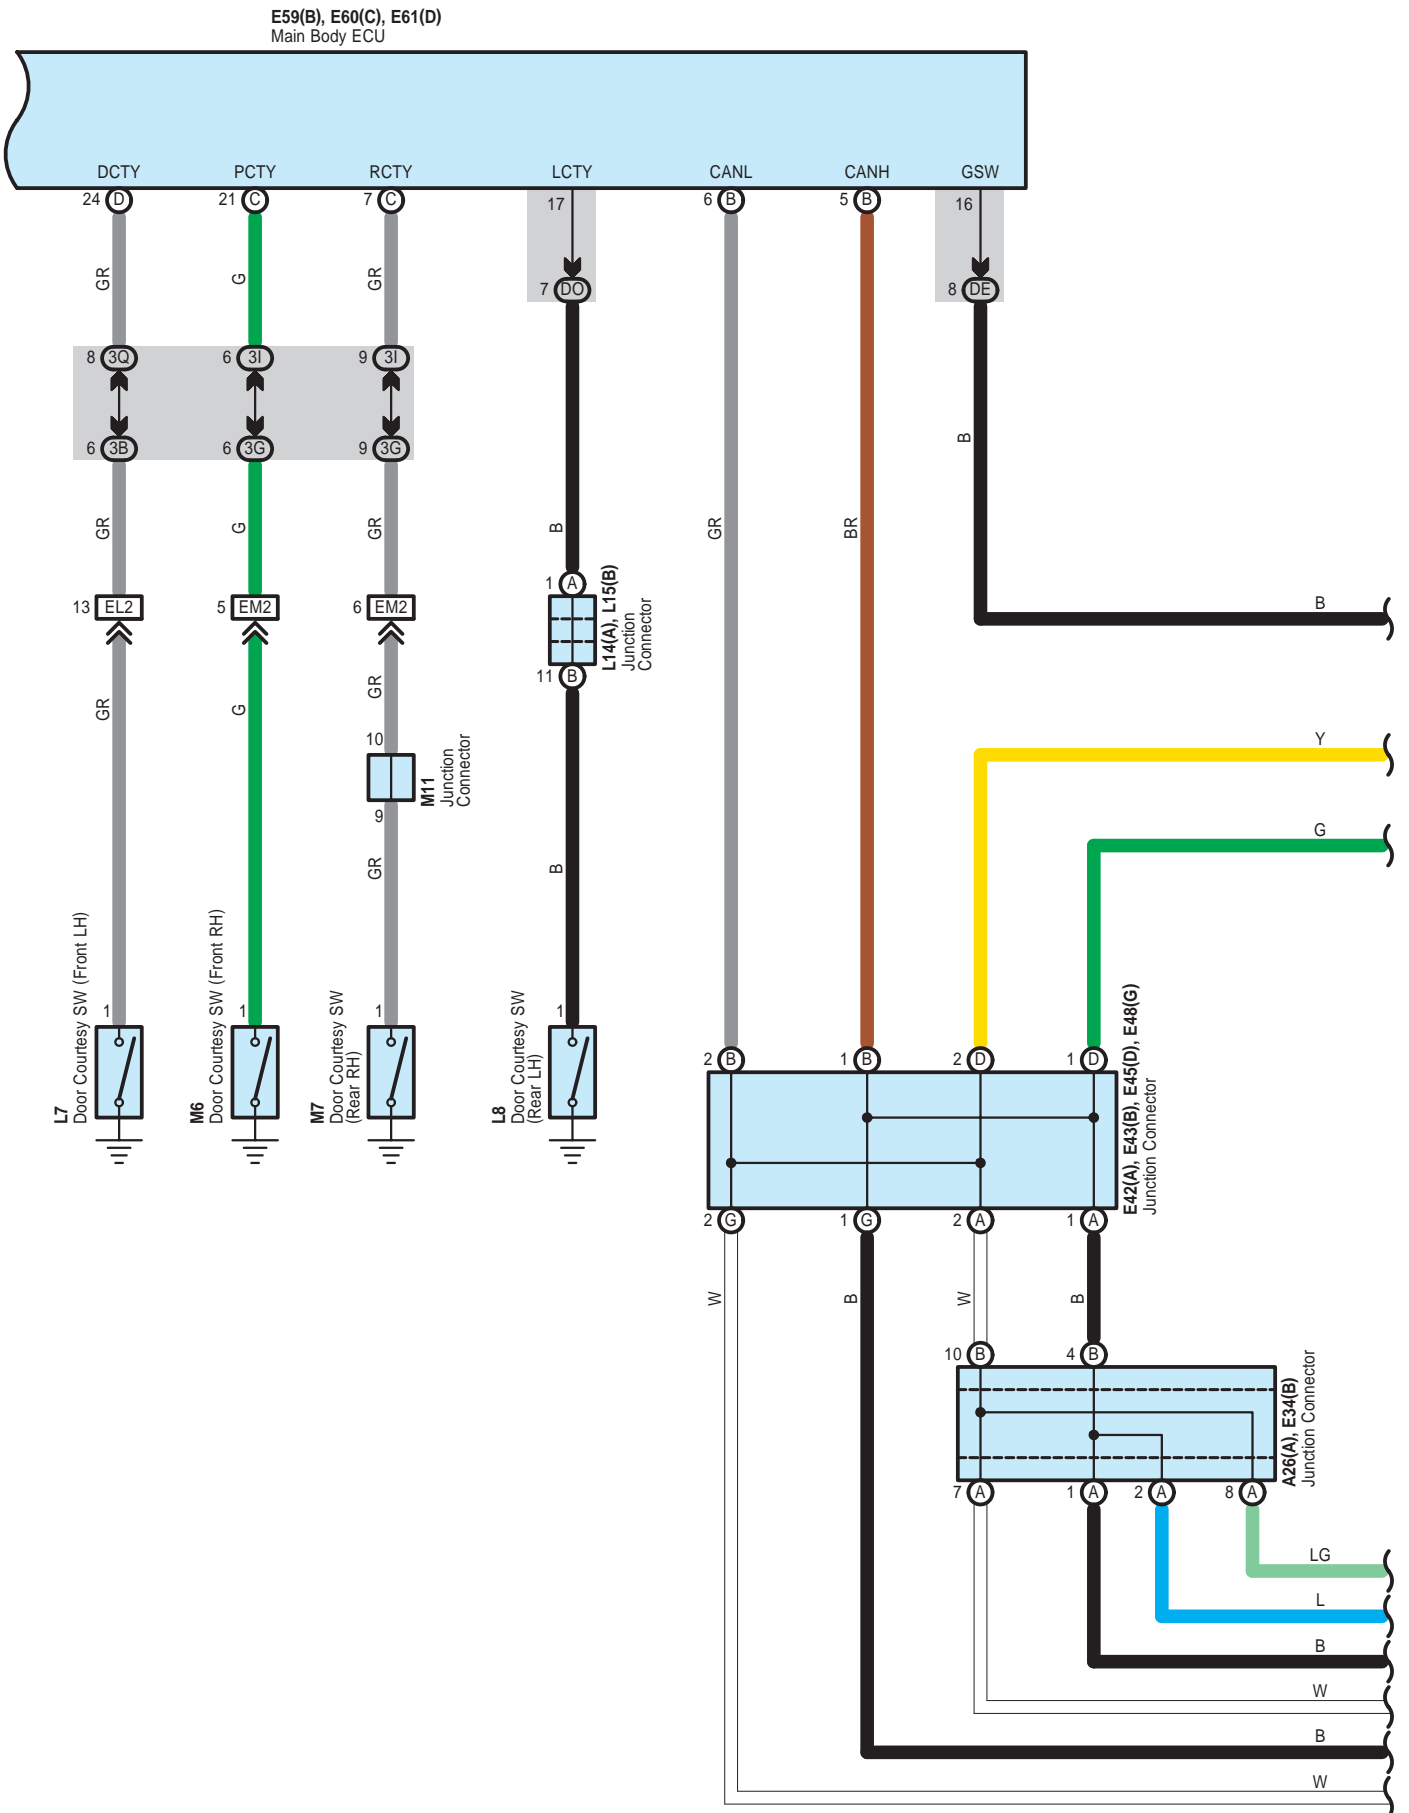 E59(B), E60(C), E61(D)
Main Body ECU
DCTY PCTY RCTY LCTY CANL CANH GSW
24 D 21 C 7 C 17 6 B 5 B 16
GR G GR
7 DO 8 DE
8 3Q 6 3I 9 3I
6 3B 6 3G 9 3G
B
GR G GR B GR BR
1 A
13 EL2 5 EM2 6 EM2
L14(A), L15(B)
Junction
Connector
B
11 B
GR G GR
10
M11
Junction
Connector
9
Y
G
GR B
L7
Door Courtesy SW (Front LH)
1
M6
Door Courtesy SW (Front RH)
1
M7
Door Courtesy SW
(Rear RH)
1
L8
Door Courtesy SW
(Rear LH)
1
2 B 1 B 2 D 1 D
E42(A), E43(B), E45(D), E48(G)
Junction Connector
2 G 1 G 2 A 1 A
W B W B
10 B 4 B
A26(A), E34(B)
Junction Connector
7 A 1 A 2 A 8 A
LG
L
B
W
B
W